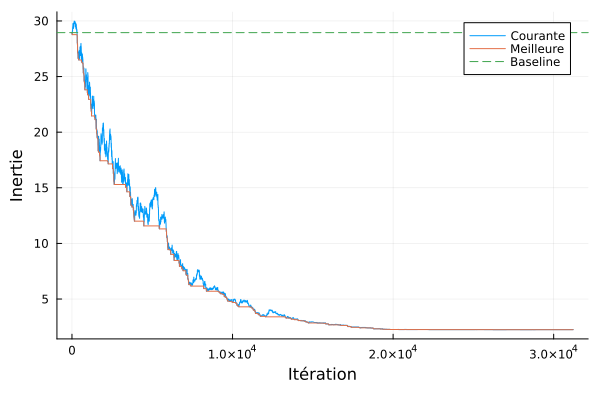 30
25
20
15
10
5
Inertie
Courante
Meilleure
Baseline
0
1.0×10⁴
2.0×10⁴
3.0×10⁴
Itération